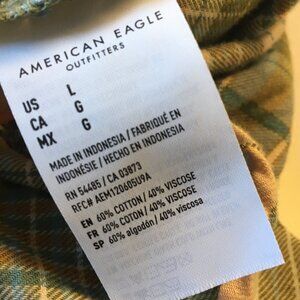 AMERICAN EAGLE
OUTFITTERS
US L
CA G
MX G
MADE IN INDONESIA / FABRIQUÉ EN
INDONÉSIE / HECHO EN INDONESIA
RN 54485 / CA 03873
RFC# AEM1206051J9A
EN 60% COTTON / 40% VISCOSE
FR 60% COTON / 40% VISCOSE
SP 60% algodón / 40% viscosa